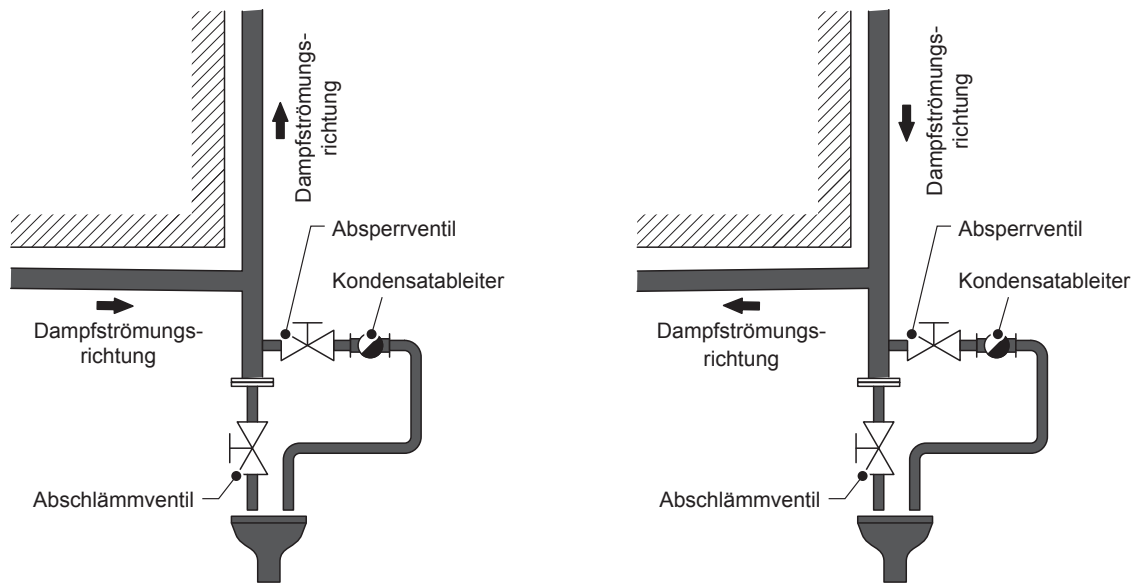 Dampfströmungs-
richtung
Absperrventil
Kondensatableiter
Dampfströmungs-
richtung
Abschlämmventil
Dampfströmungs-
richtung
Absperrventil
Kondensatableiter
Dampfströmungs-
richtung
Abschlämmventil